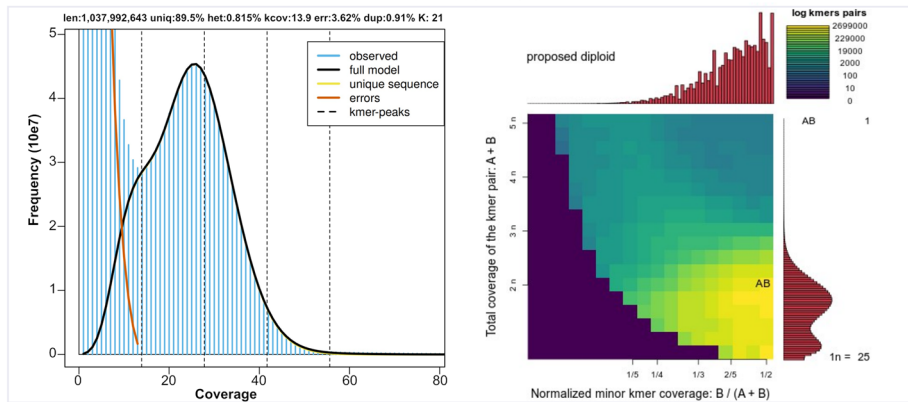 len:1,037,992,643 uniq:89.5% het:0.815% kcov:13.9 err:3.62% dup:0.91% K: 21
Frequency (10e7)
5
4
3
2
1
0
0 20 40 60 80
Coverage
observed
full model
unique sequence
errors
kmer-peaks
proposed diploid
log kmers pairs
2699000
229000
19000
2000
100
10
0
Total coverage of the kmer pair: A + B
5 n
4 n
3 n
2 n
AB
1/5 1/4 1/3 2/5 1/2
Normalized minor kmer coverage: B / (A + B)
AB 1
1n = 25